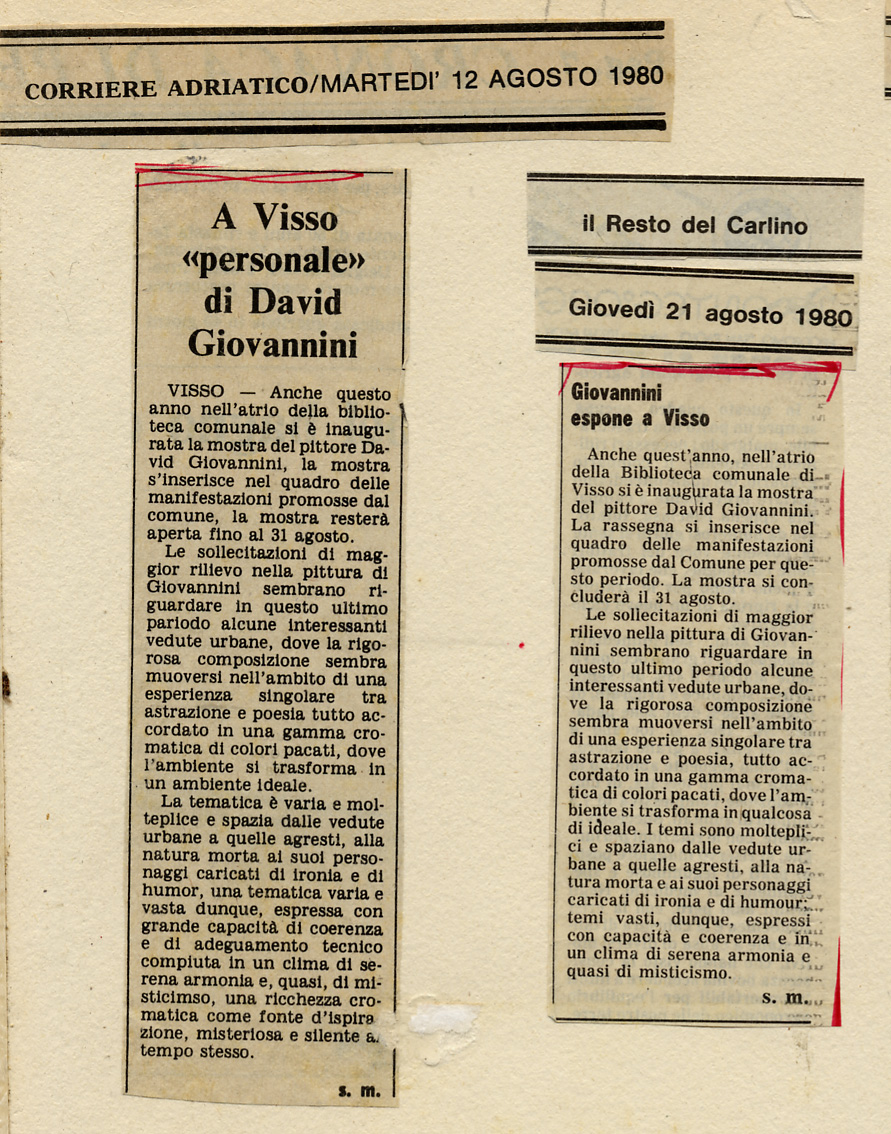 CORRIERE ADRIATICO/MARTEDI' 12 AGOSTO 1980
A Visso
«personale»
di David
Giovannini
VISSO — Anche questo
anno nell'atrio della biblio-
teca comunale si è inaugu-
rata la mostra del pittore Da-
vid Giovannini, la mostra
s'inserisce nel quadro delle
manifestazioni promosse dal
comune, la mostra resterà
aperta fino al 31 agosto.
Le sollecitazioni di mag-
gior rilievo nella pittura di
Giovannini sembrano ri-
guardare in questo ultimo
pariodo alcune interessanti
vedute urbane, dove la rigo-
rosa composizione sembra
muoversi nell'ambito di una
esperienza singolare tra
astrazione e poesia tutto ac-
cordato in una gamma cro-
matica di colori pacati, dove
l'ambiente si trasforma in
un ambiente ideale.
La tematica è varia e mol-
teplice e spazia dalle vedute
urbane a quelle agresti, alla
natura morta ai suoi perso-
naggi caricati di ironia e di
humor, una tematica varia e
vasta dunque, espressa con
grande capacità di coerenza
e di adeguamento tecnico
compiuta in un clima di se-
rena armonia e, quasi, di mi-
sticimso, una ricchezza cro-
matica come fonte d'ispira
zione, misteriosa e silente a.
tempo stesso.
s. m.
il Resto del Carlino
Giovedì 21 agosto 1980
Giovannini
espone a Visso
Anche quest'anno, nell'atrio
della Biblioteca comunale di
Visso si è inaugurata la mostra
del pittore David Giovannini.
La rassegna si inserisce nel
quadro delle manifestazioni
promosse dal Comune per que-
sto periodo. La mostra si con-
cluderà il 31 agosto.
Le sollecitazioni di maggior
rilievo nella pittura di Giovan-
nini sembrano riguardare in
questo ultimo periodo alcune
interessanti vedute urbane, do-
ve la rigorosa composizione
sembra muoversi nell'ambito
di una esperienza singolare tra
astrazione e poesia, tutto ac-
cordato in una gamma croma-
tica di colori pacati, dove l'am-
biente si trasforma in qualcosa
di ideale. I temi sono moltepli-
ci e spaziano dalle vedute ur-
bane a quelle agresti, alla na-
tura morta e ai suoi personaggi
caricati di ironia e di humour;
temi vasti, dunque, espressi
con capacità e coerenza e in
un clima di serena armonia e
quasi di misticismo.
s. m.